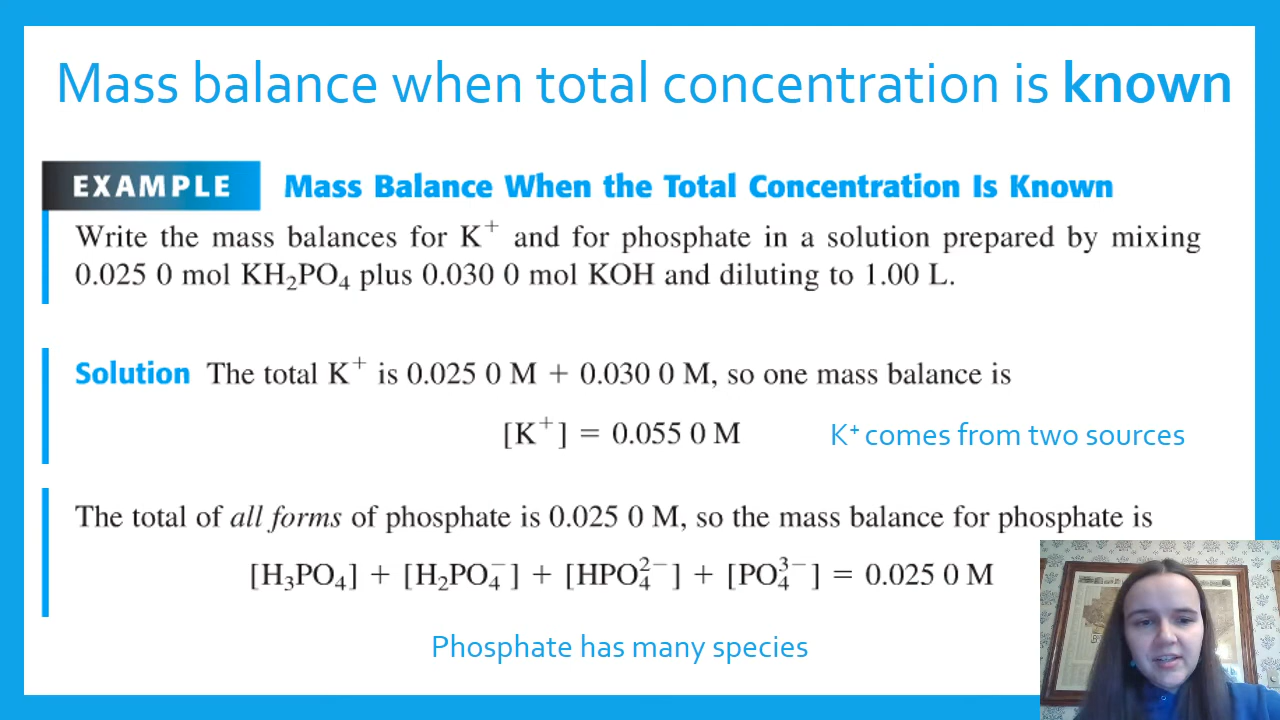 Mass balance when total concentration is known
EXAMPLE Mass Balance When the Total Concentration Is Known
Write the mass balances for K⁺ and for phosphate in a solution prepared by mixing
0.025 0 mol KH₂PO₄ plus 0.030 0 mol KOH and diluting to 1.00 L.
Solution The total K⁺ is 0.025 0 M + 0.030 0 M, so one mass balance is
[K⁺] = 0.055 0 M K⁺ comes from two sources
The total of all forms of phosphate is 0.025 0 M, so the mass balance for phosphate is
[H₃PO₄] + [H₂PO₄⁻] + [HPO₄²⁻] + [PO₄³⁻] = 0.025 0 M
Phosphate has many species